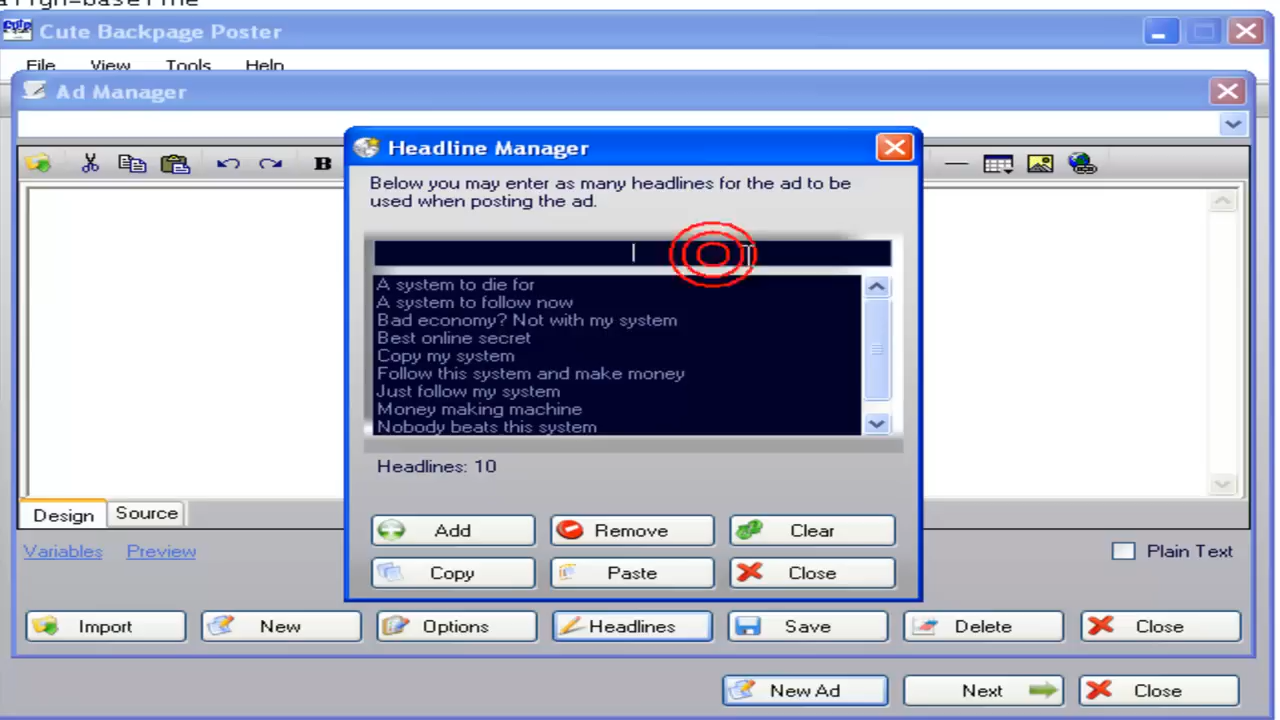 align=baseline
Cute Backpage Poster
File View Tools Help
Ad Manager
B
Headline Manager
Below you may enter as many headlines for the ad to be
used when posting the ad.
A system to die for
A system to follow now
Bad economy? Not with my system
Best online secret
Copy my system
Follow this system and make money
Just follow my system
Money making machine
Nobody beats this system
Headlines: 10
Add Remove Clear
Copy Paste Close
Design Source
Variables Preview Plain Text
Import New Options Headlines Save Delete Close
New Ad Next Close